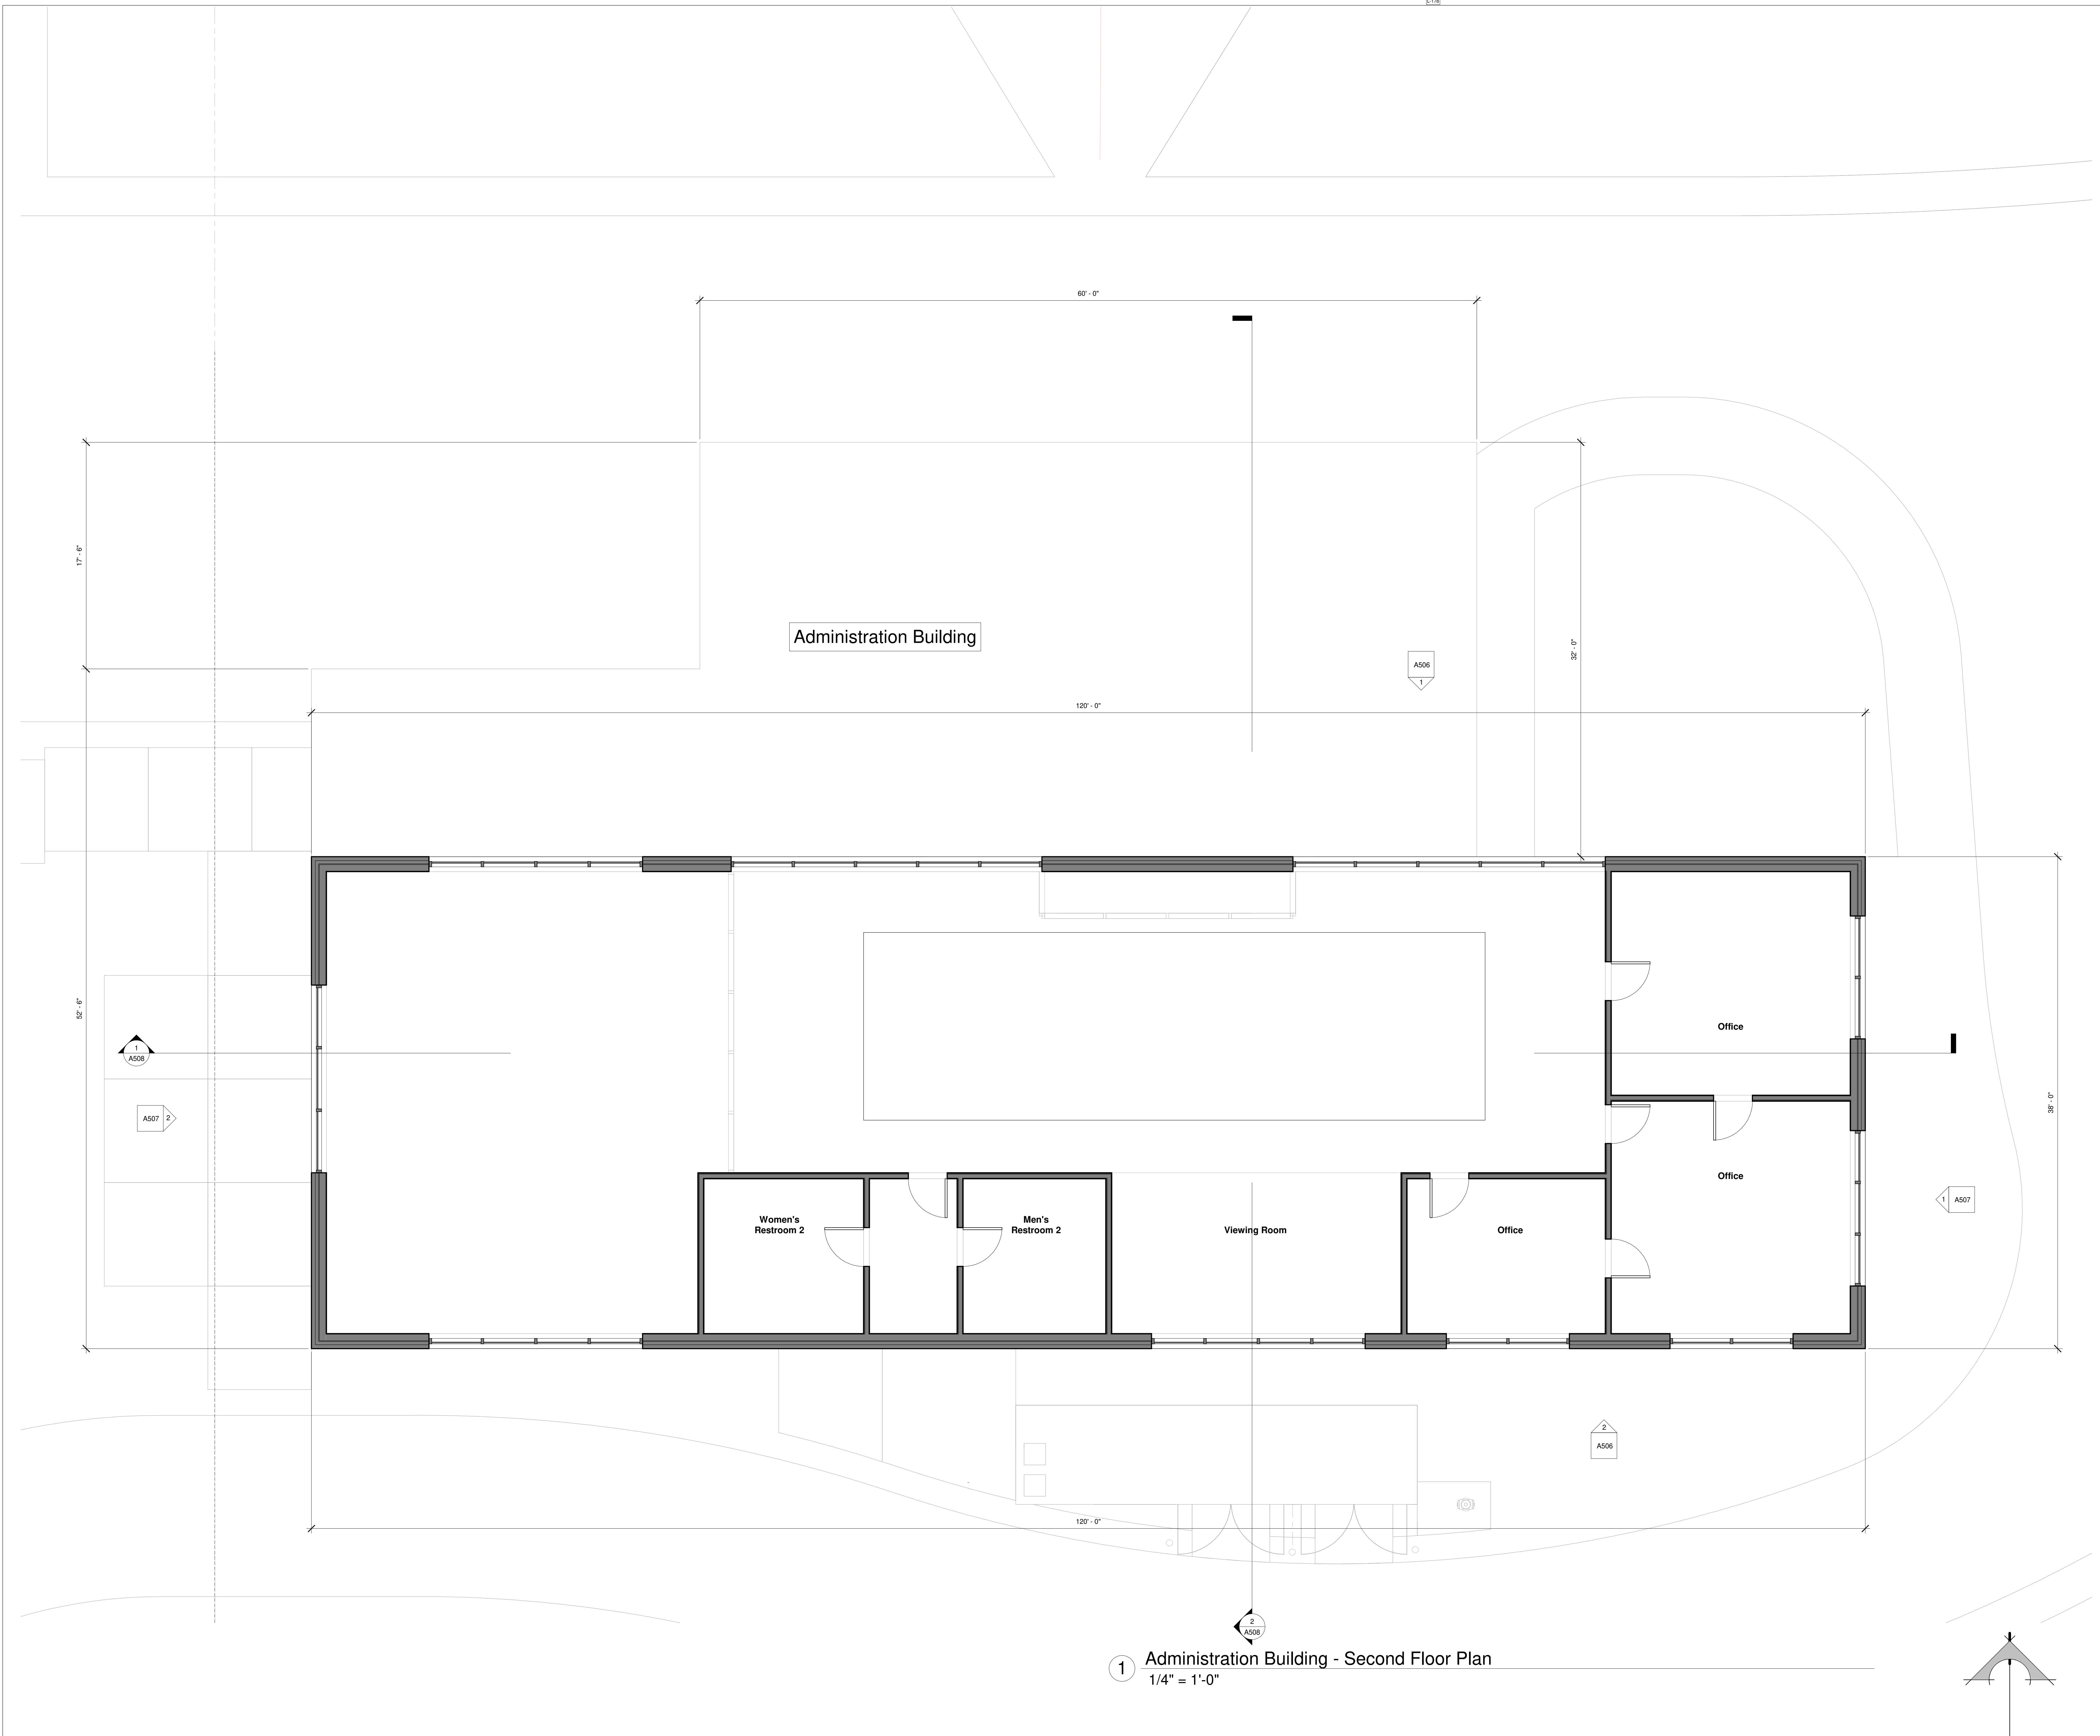 60' - 0"
17' - 6"
Administration Building
32' - 0"
A506
1
120' - 0"
52' - 6"
1
A508
A507
2
Office
38' - 0"
Office
1
A507
Women's
Restroom 2
Men's
Restroom 2
Viewing Room
Office
2
A506
120' - 0"
2
A508
1
Administration Building - Second Floor Plan
1/4" = 1'-0"